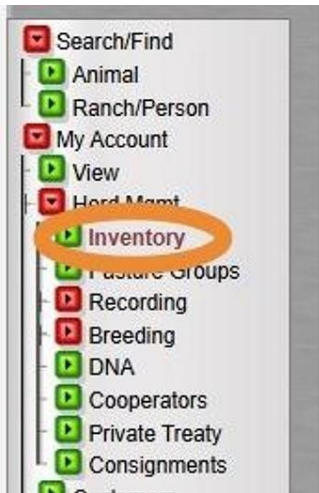 Search/Find
Animal
Ranch/Person
My Account
View
Herd Mgmt
Inventory
Pasture Groups
Recording
Breeding
DNA
Cooperators
Private Treaty
Consignments